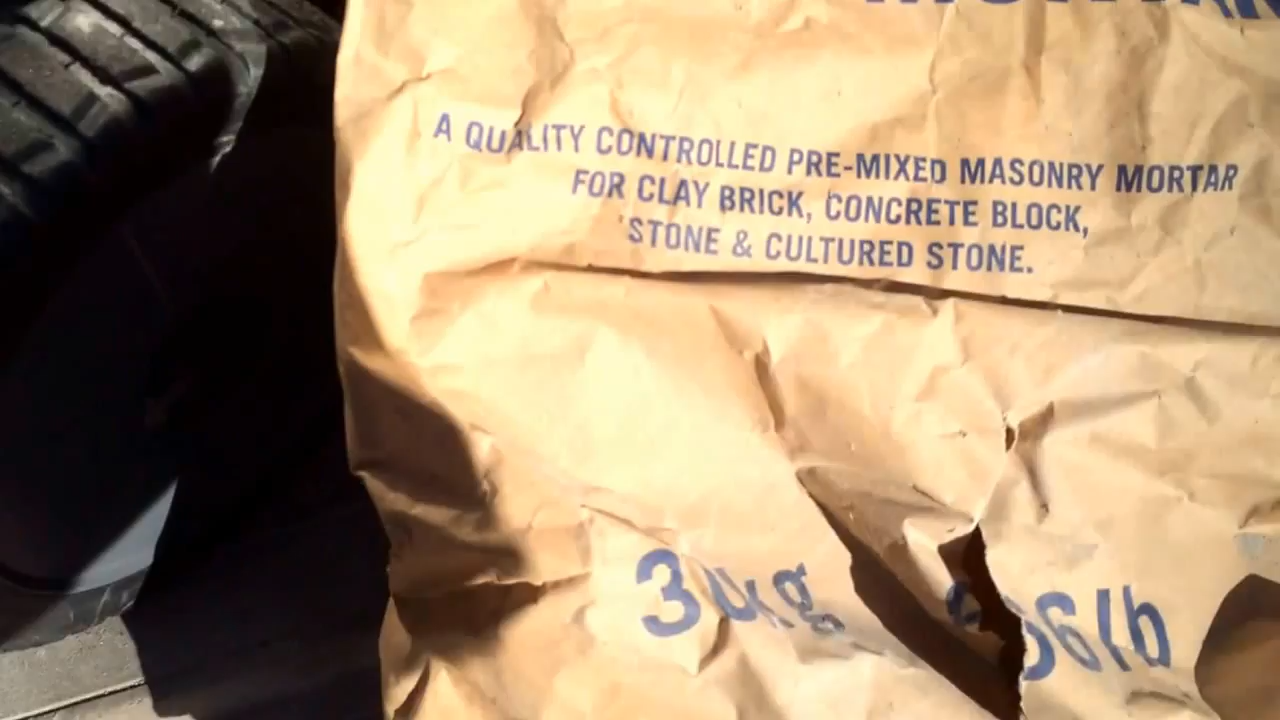 A QUALITY CONTROLLED PRE-MIXED MASONRY MORTAR
FOR CLAY BRICK, CONCRETE BLOCK,
STONE & CULTURED STONE.